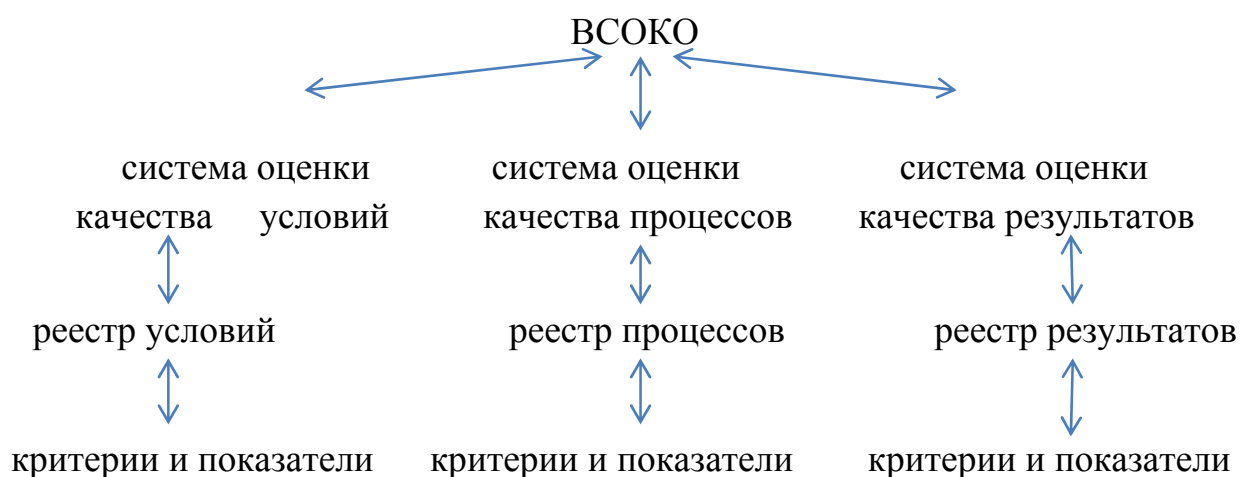 ВСОКО
система оценки система оценки система оценки
качества условий качества процессов качества результатов
реестр условий реестр процессов реестр результатов
критерии и показатели критерии и показатели критерии и показатели